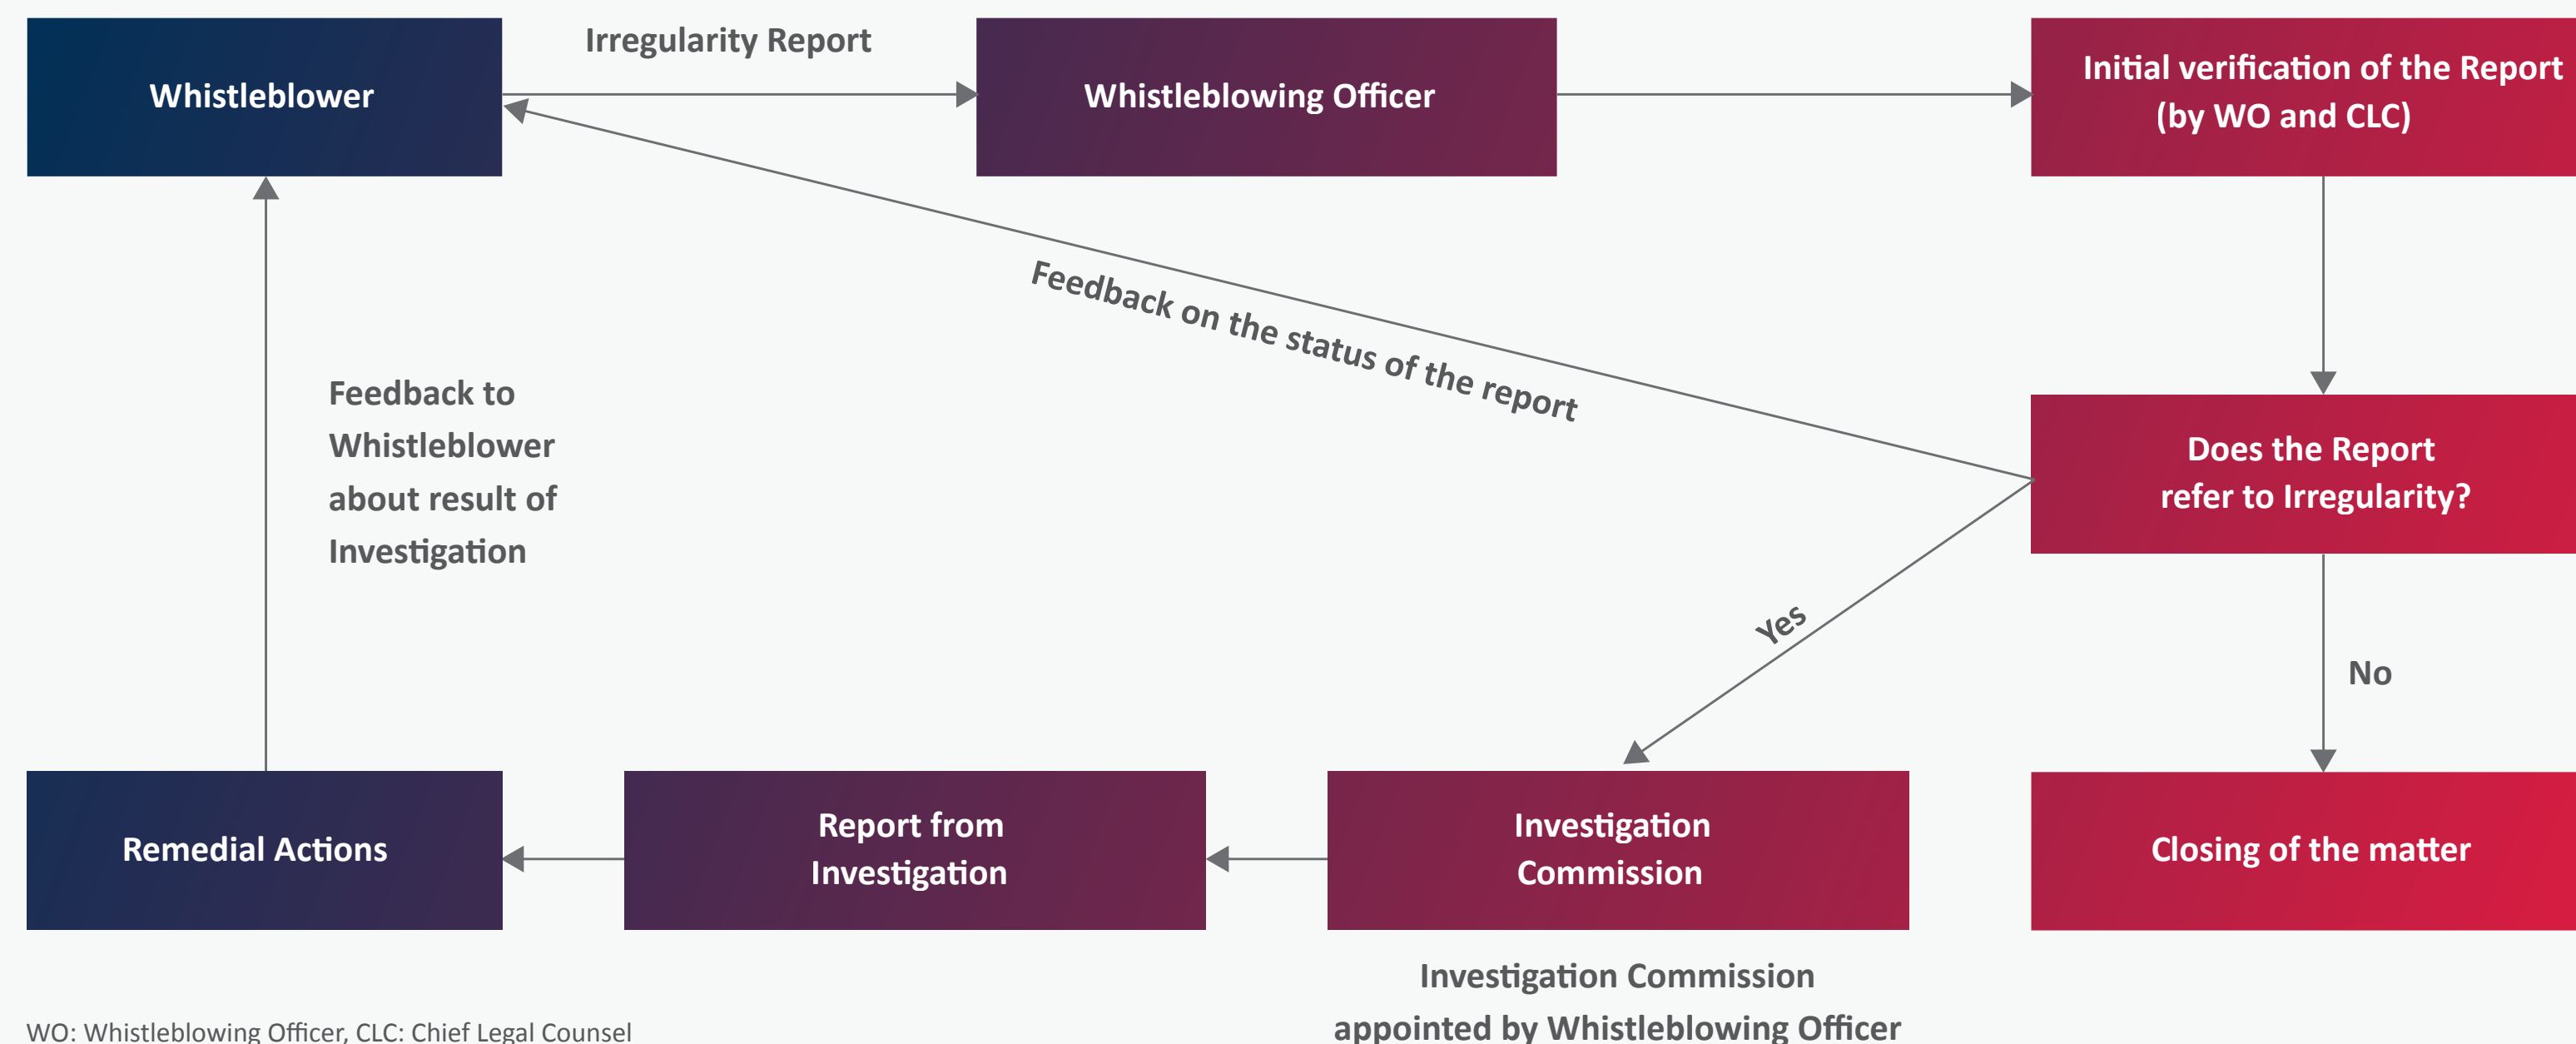 Irregularity Report
Whistleblower
Whistleblowing Officer
Initial verification of the Report
(by WO and CLC)
Feedback on the status of the report
Feedback to
Whistleblower
about result of
Investigation
Does the Report
refer to Irregularity?
Yes
No
Remedial Actions
Report from
Investigation
Investigation
Commission
Closing of the matter
Investigation Commission
appointed by Whistleblowing Officer
WO: Whistleblowing Officer, CLC: Chief Legal Counsel